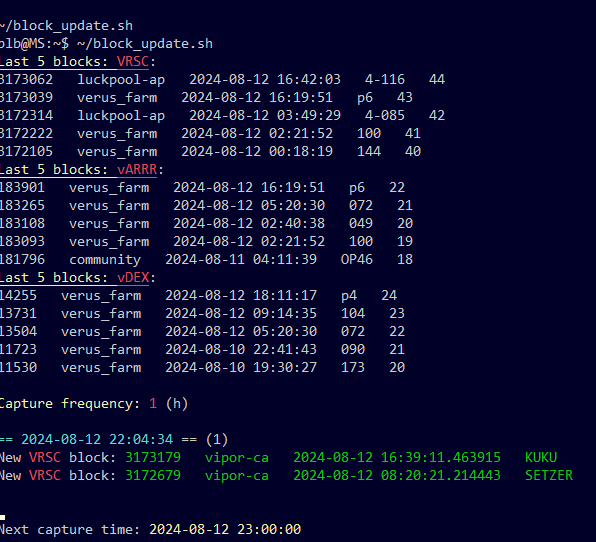 ~/block_update.sh
blb@MS:~$ ~/block_update.sh
Last 5 blocks: VRSC:
3173062 luckpool-ap 2024-08-12 16:42:03 4-116 44
3173039 verus_farm 2024-08-12 16:19:51 p6 43
3172314 luckpool-ap 2024-08-12 03:49:29 4-085 42
3172222 verus_farm 2024-08-12 02:21:52 100 41
3172105 verus_farm 2024-08-12 00:18:19 144 40
Last 5 blocks: vARRR:
183901 verus_farm 2024-08-12 16:19:51 p6 22
183265 verus_farm 2024-08-12 05:20:30 072 21
183108 verus_farm 2024-08-12 02:40:38 049 20
183093 verus_farm 2024-08-12 02:21:52 100 19
181796 community 2024-08-11 04:11:39 OP46 18
Last 5 blocks: vDEX:
14255 verus_farm 2024-08-12 18:11:17 p4 24
13731 verus_farm 2024-08-12 09:14:35 104 23
13504 verus_farm 2024-08-12 05:20:30 072 22
11723 verus_farm 2024-08-10 22:41:43 090 21
11530 verus_farm 2024-08-10 19:30:27 173 20
Capture frequency: 1 (h)
== 2024-08-12 22:04:34 == (1)
New VRSC block: 3173179 vipor-ca 2024-08-12 16:39:11.463915 KUKU
New VRSC block: 3172679 vipor-ca 2024-08-12 08:20:21.214443 SETZER
Next capture time: 2024-08-12 23:00:00